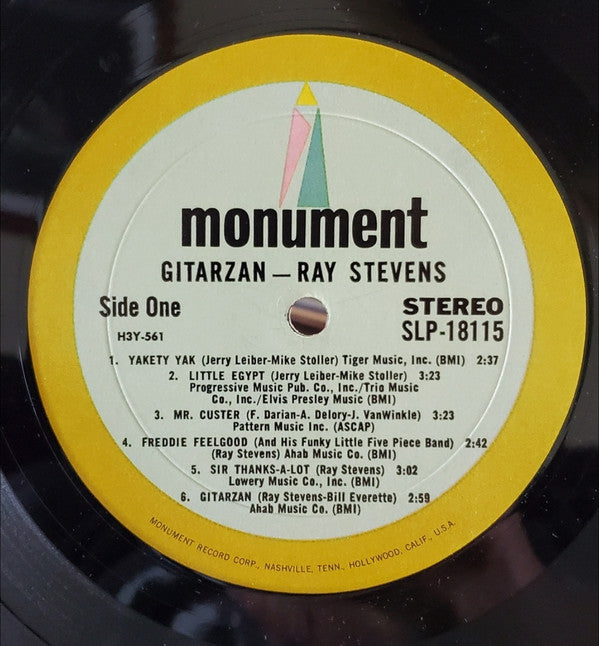 monument
GITARZAN — RAY STEVENS
Side One
STEREO
H3Y-561
SLP-18115
1. YAKETY YAK (Jerry Leiber-Mike Stoller) Tiger Music, Inc. (BMI) 2:37
2. LITTLE EGYPT (Jerry Leiber-Mike Stoller) 3:23
Progressive Music Pub. Co., Inc./Trio Music
Co., Inc./Elvis Presley Music (BMI)
3. MR. CUSTER (F. Darian-A. Delory-J. VanWinkle) 3:23
Pattern Music Inc. (ASCAP)
4. FREDDIE FEELGOOD (And His Funky Little Five Piece Band) 2:42
(Ray Stevens) Ahab Music Co. (BMI)
5. SIR THANKS-A-LOT (Ray Stevens) 3:02
Lowery Music Co., Inc. (BMI)
6. GITARZAN (Ray Stevens-Bill Everette) 2:59
Ahab Music Co. (BMI)
MONUMENT RECORD CORP., NASHVILLE, TENN., HOLLYWOOD, CALIF., U.S.A.